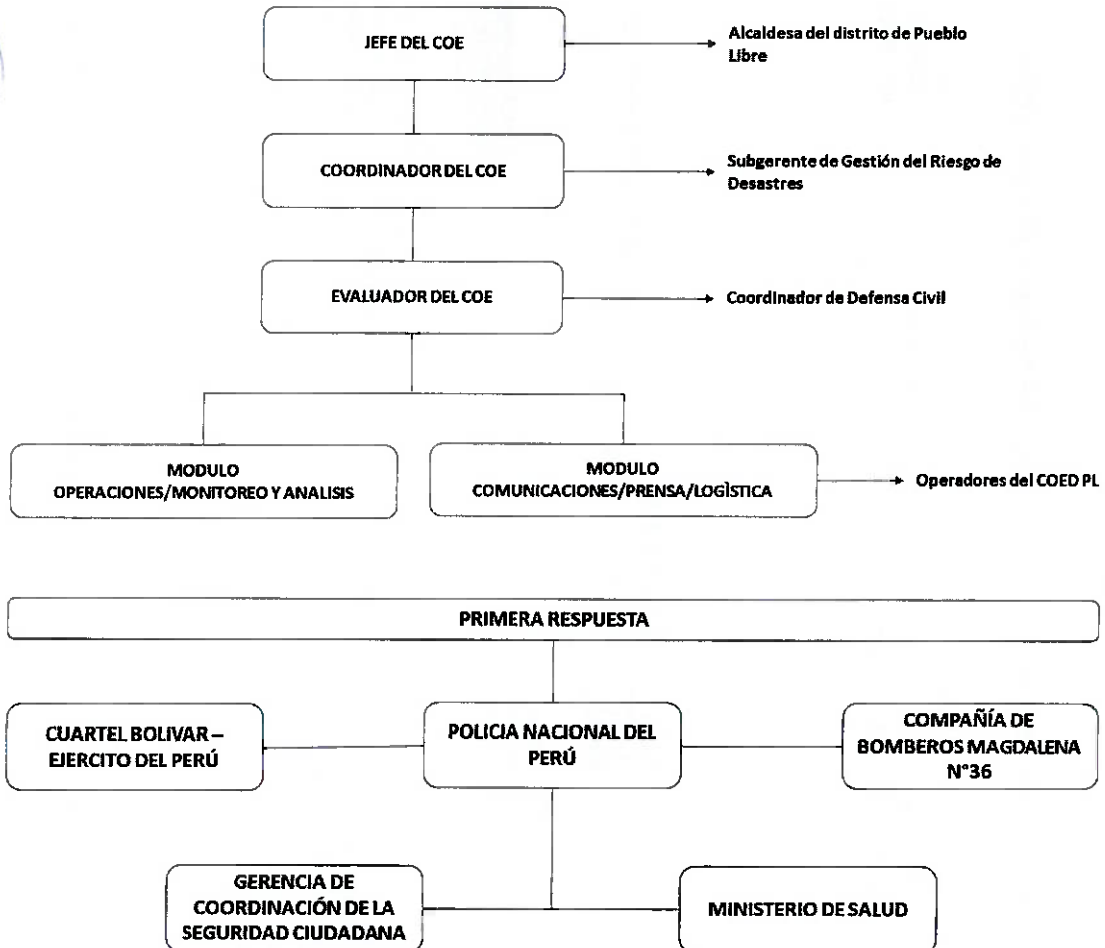 JEFE DEL COE
Alcaldesa del distrito de Pueblo
Libre
COORDINADOR DEL COE
Subgerente de Gestión del Riesgo de
Desastres
EVALUADOR DEL COE
Coordinador de Defensa Civil
MODULO
OPERACIONES/MONITOREO Y ANALISIS
MODULO
COMUNICACIONES/PRENSA/LOGÌSTICA
Operadores del COED PL
PRIMERA RESPUESTA
CUARTEL BOLIVAR –
EJERCITO DEL PERÚ
POLICIA NACIONAL DEL
PERÚ
COMPAÑÍA DE
BOMBEROS MAGDALENA
N°36
GERENCIA DE
COORDINACIÓN DE LA
SEGURIDAD CIUDADANA
MINISTERIO DE SALUD